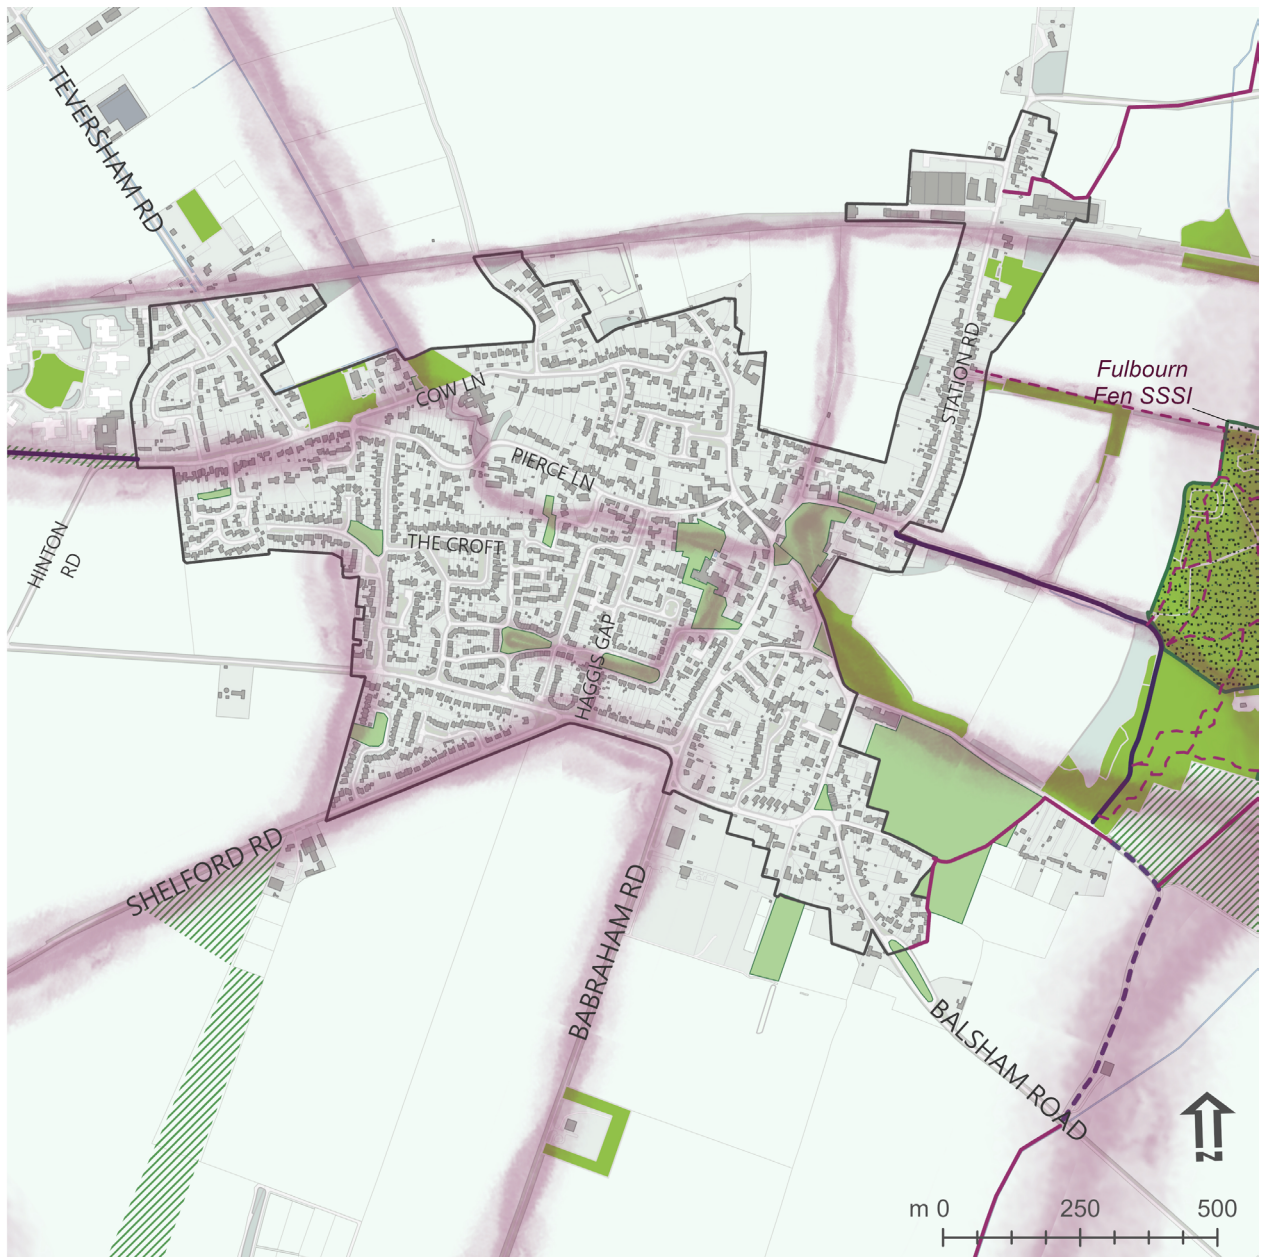 TEVERSHAM RD
STATION RD
Fulbourn
Fen SSSI
COW LN
PIERCE LN
THE CROFT
HINTON
RD
HAGGIS GAP
SHELFORD RD
BABRAHAM RD
BALSHAM ROAD
N
m 0 250 500